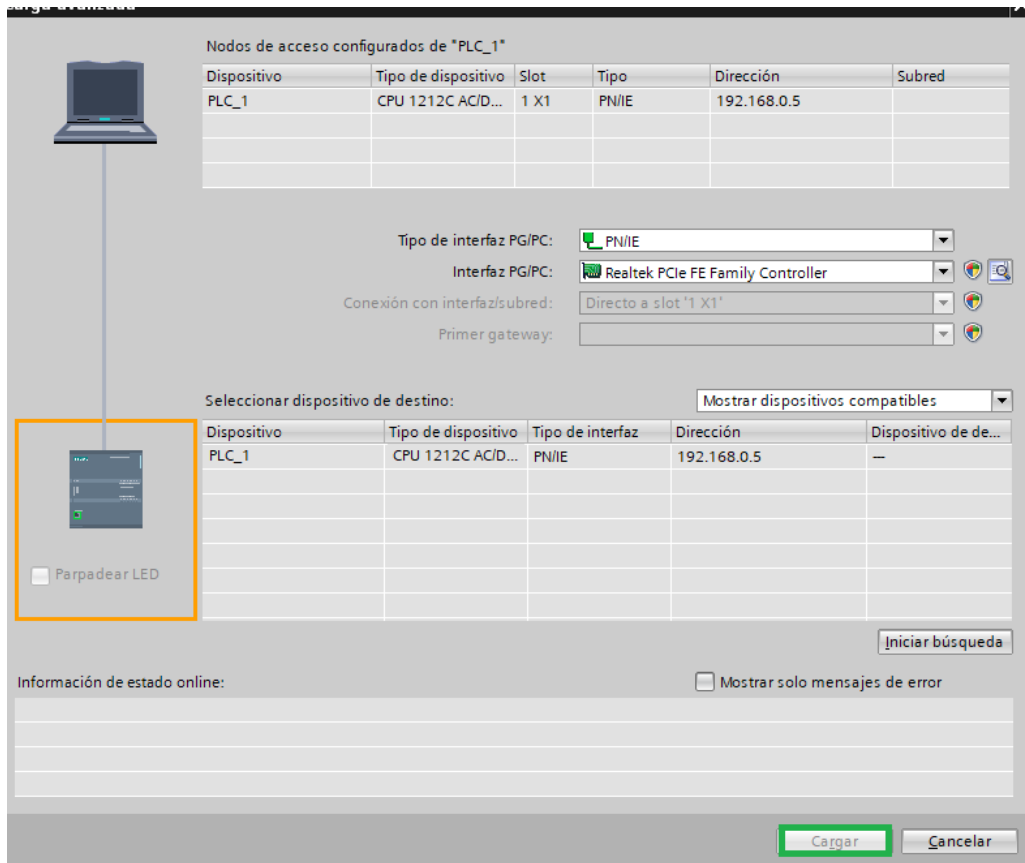 Nodos de acceso configurados de "PLC_1"
Dispositivo Tipo de dispositivo Slot Tipo Dirección Subred
PLC_1 CPU 1212C AC/D... 1 X1 PN/IE 192.168.0.5
Tipo de interfaz PG/PC: PN/IE
Interfaz PG/PC: Realtek PCIe FE Family Controller
Conexión con interfaz/subred: Directo a slot '1 X1'
Primer gateway:
Seleccionar dispositivo de destino: Mostrar dispositivos compatibles
Dispositivo Tipo de dispositivo Tipo de interfaz Dirección Dispositivo de de...
PLC_1 CPU 1212C AC/D... PN/IE 192.168.0.5 —
Parpadear LED
Iniciar búsqueda
Información de estado online: Mostrar solo mensajes de error
Cargar Cancelar